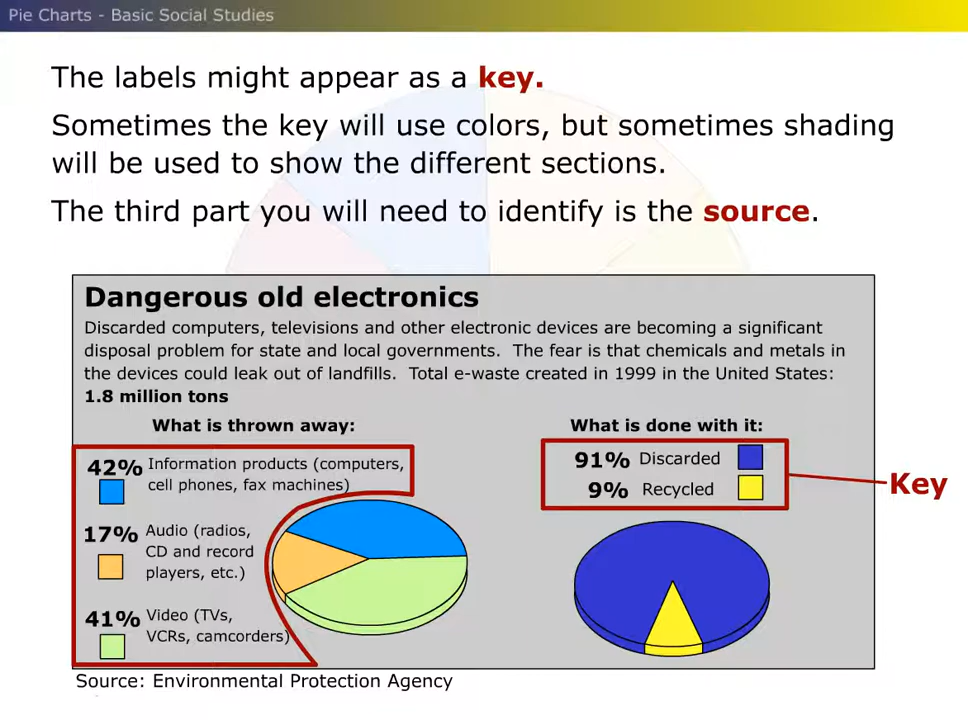 Pie Charts - Basic Social Studies
The labels might appear as a key.
Sometimes the key will use colors, but sometimes shading
will be used to show the different sections.
The third part you will need to identify is the source.
Dangerous old electronics
Discarded computers, televisions and other electronic devices are becoming a significant
disposal problem for state and local governments. The fear is that chemicals and metals in
the devices could leak out of landfills. Total e-waste created in 1999 in the United States:
1.8 million tons
What is thrown away:
42% Information products (computers,
cell phones, fax machines)
17% Audio (radios,
CD and record
players, etc.)
41% Video (TVs,
VCRs, camcorders)
What is done with it:
91% Discarded
9% Recycled
Key
Source: Environmental Protection Agency